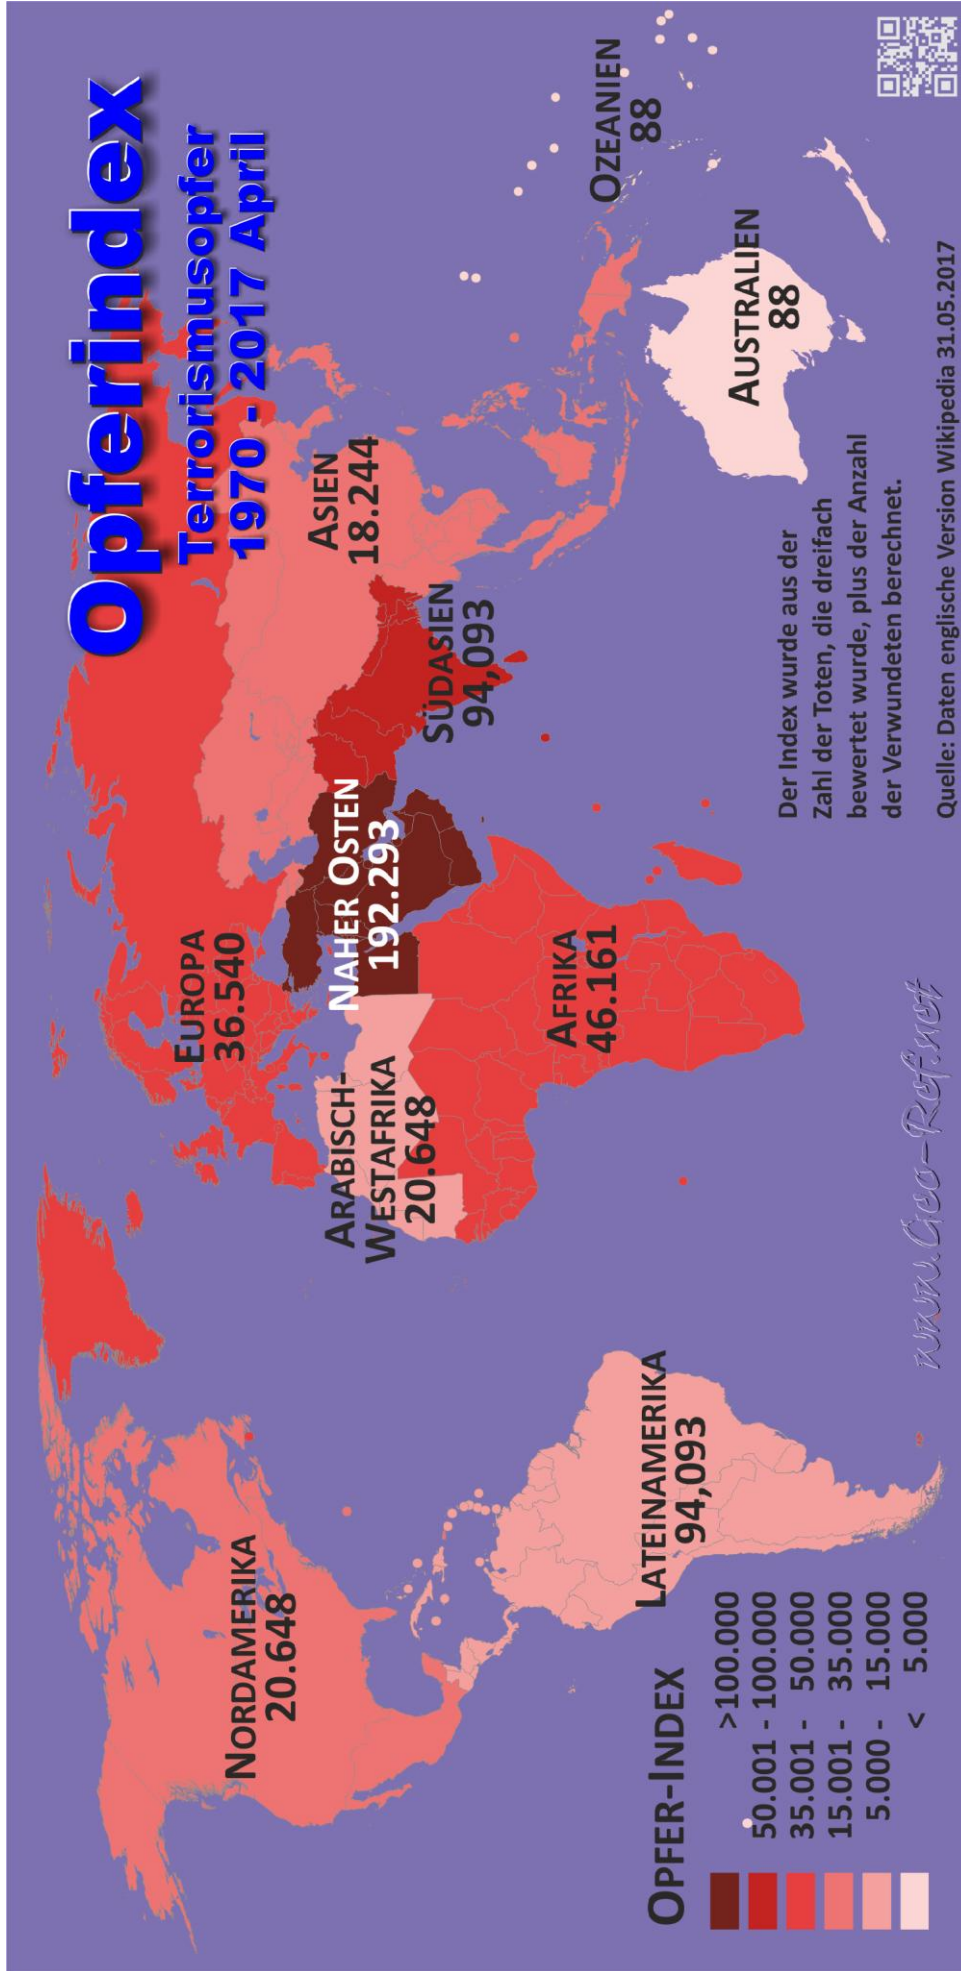 Opferindex
Terrorismusopfer
1970 - 2017 April
NORDAMERIKA
20.648
EUROPA
36.540
ASIEN
18.244
NAHER OSTEN
192.293
SÜDASIEN
94,093
ARABISCH-
WESTAFRIKA
20.648
AFRIKA
46.161
LATEINAMERIKA
94,093
OZEANIEN
88
AUSTRALIEN
88
OPFER-INDEX
>100.000
50.001 - 100.000
35.001 - 50.000
15.001 - 35.000
5.000 - 15.000
< 5.000
Der Index wurde aus der
Zahl der Toten, die dreifach
bewertet wurde, plus der Anzahl
der Verwundeten berechnet.
Quelle: Daten englische Version Wikipedia 31.05.2017
www.Geo-Ref.net